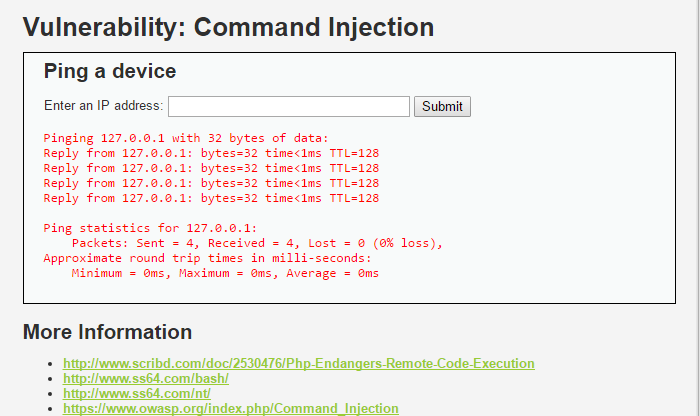 Vulnerability: Command Injection
Ping a device
Enter an IP address: Submit
Pinging 127.0.0.1 with 32 bytes of data:
Reply from 127.0.0.1: bytes=32 time<1ms TTL=128
Reply from 127.0.0.1: bytes=32 time<1ms TTL=128
Reply from 127.0.0.1: bytes=32 time<1ms TTL=128
Reply from 127.0.0.1: bytes=32 time<1ms TTL=128
Ping statistics for 127.0.0.1:
Packets: Sent = 4, Received = 4, Lost = 0 (0% loss),
Approximate round trip times in milli-seconds:
Minimum = 0ms, Maximum = 0ms, Average = 0ms
More Information
http://www.scribd.com/doc/2530476/Php-Endangers-Remote-Code-Execution
http://www.ss64.com/bash/
http://www.ss64.com/nt/
https://www.owasp.org/index.php/Command_Injection